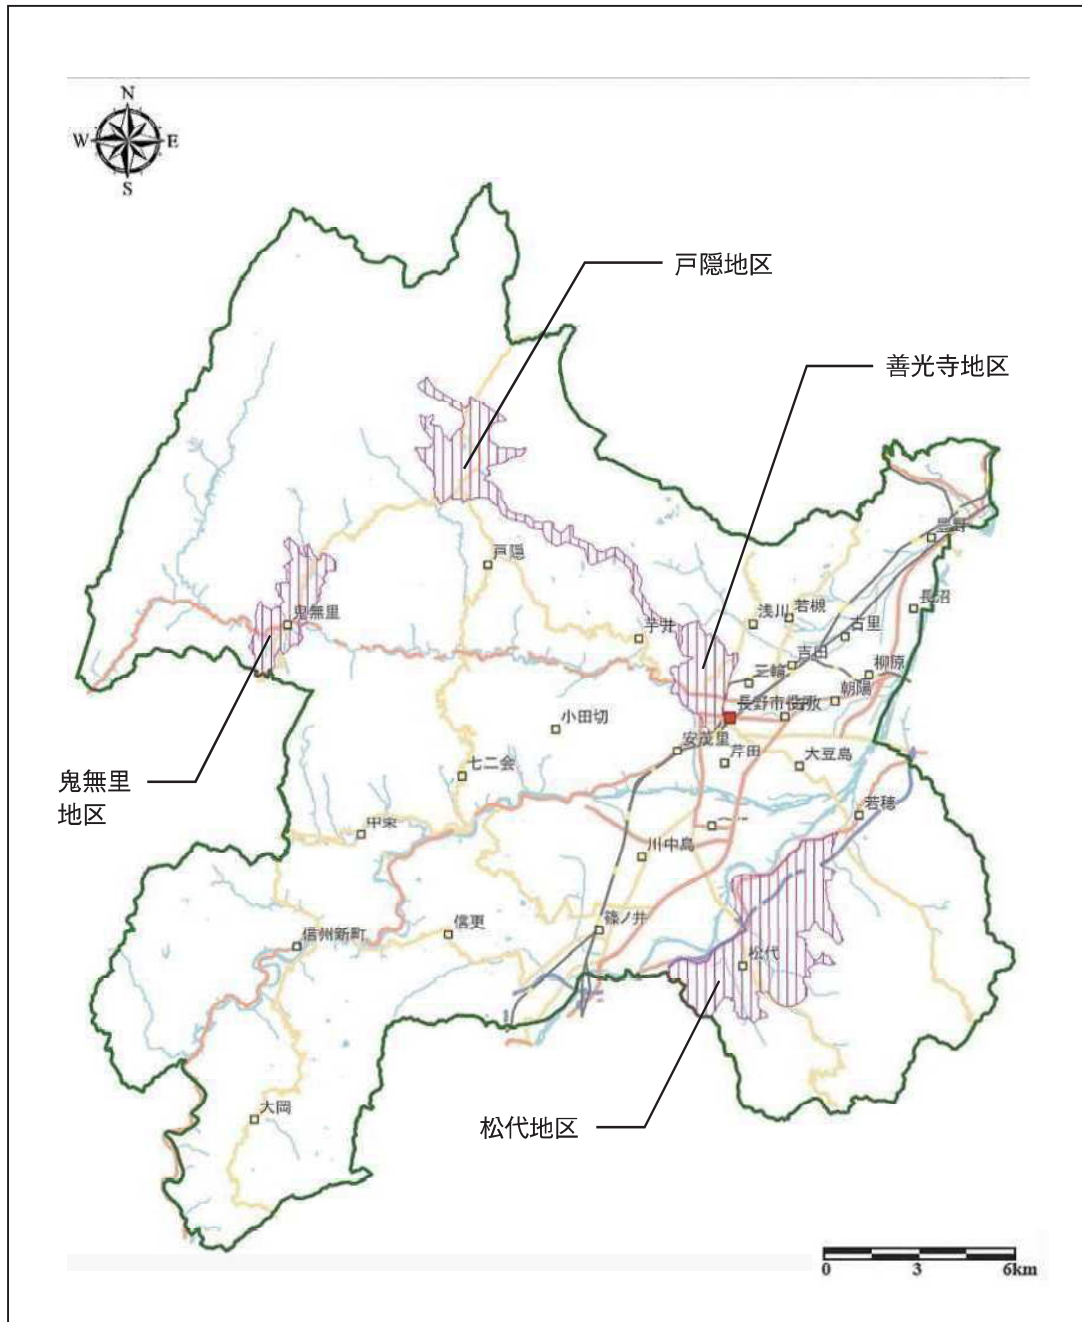 N
W
E
S
戸隠地区
善光寺地区
豊野
戸隠
長沼
浅川
若槻
鬼無里
芋井
古里
吉田
三輪
柳原
朝陽
長野市役所
小田切
安茂里
芹田
大豆島
七二会
鬼無里
地区
若穂
中条
川中島
篠ノ井
信更
信州新町
松代
大岡
松代地区
0
3
6km